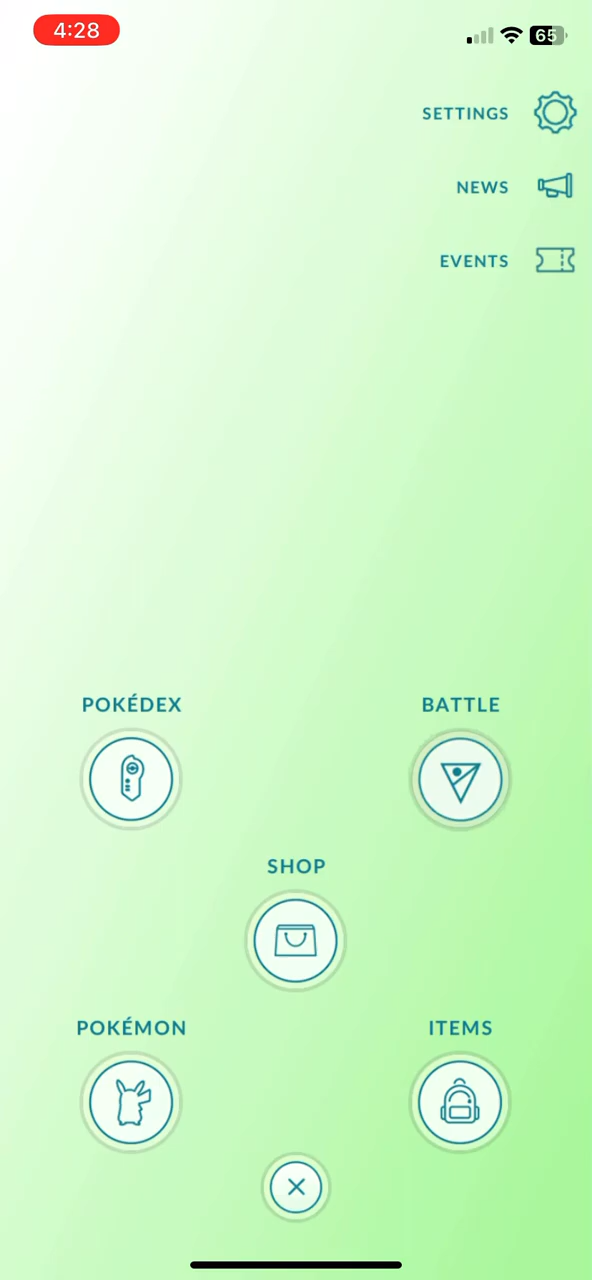 4:28
65
SETTINGS
NEWS
EVENTS
POKÉDEX
BATTLE
SHOP
POKÉMON
ITEMS